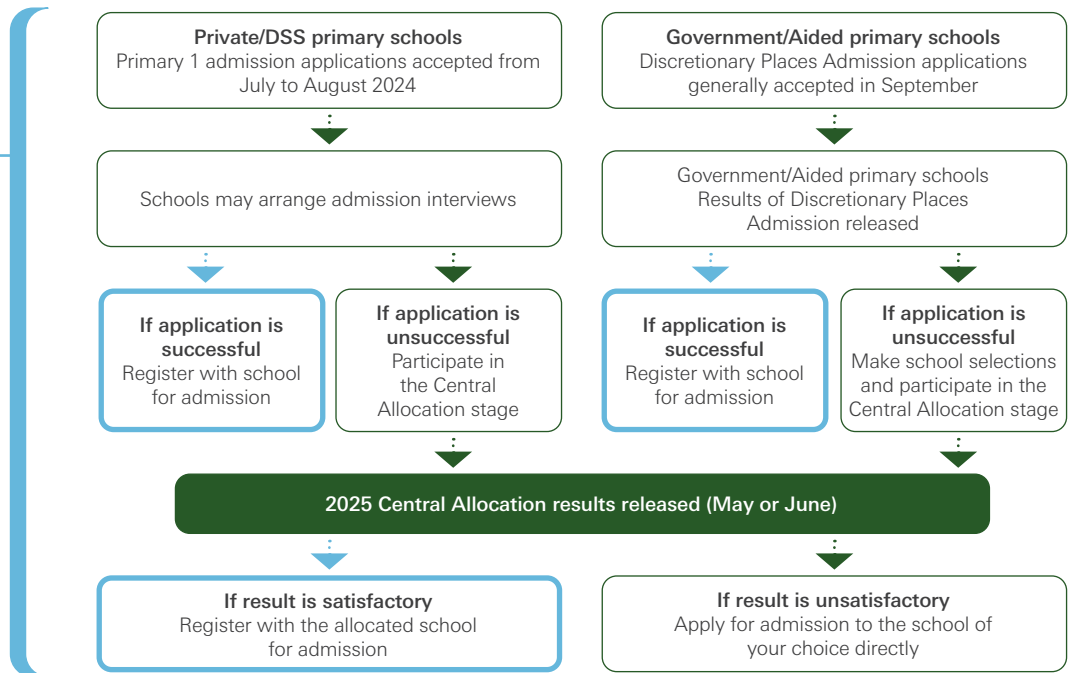 Private/DSS primary schools
Primary 1 admission applications accepted from
July to August 2024
Government/Aided primary schools
Discretionary Places Admission applications
generally accepted in September
Schools may arrange admission interviews
Government/Aided primary schools
Results of Discretionary Places
Admission released
If application is
successful
Register with school
for admission
If application is
unsuccessful
Participate in
the Central
Allocation stage
If application is
successful
Register with school
for admission
If application is
unsuccessful
Make school selections
and participate in the
Central Allocation stage
2025 Central Allocation results released (May or June)
If result is satisfactory
Register with the allocated school
for admission
If result is unsatisfactory
Apply for admission to the school of
your choice directly